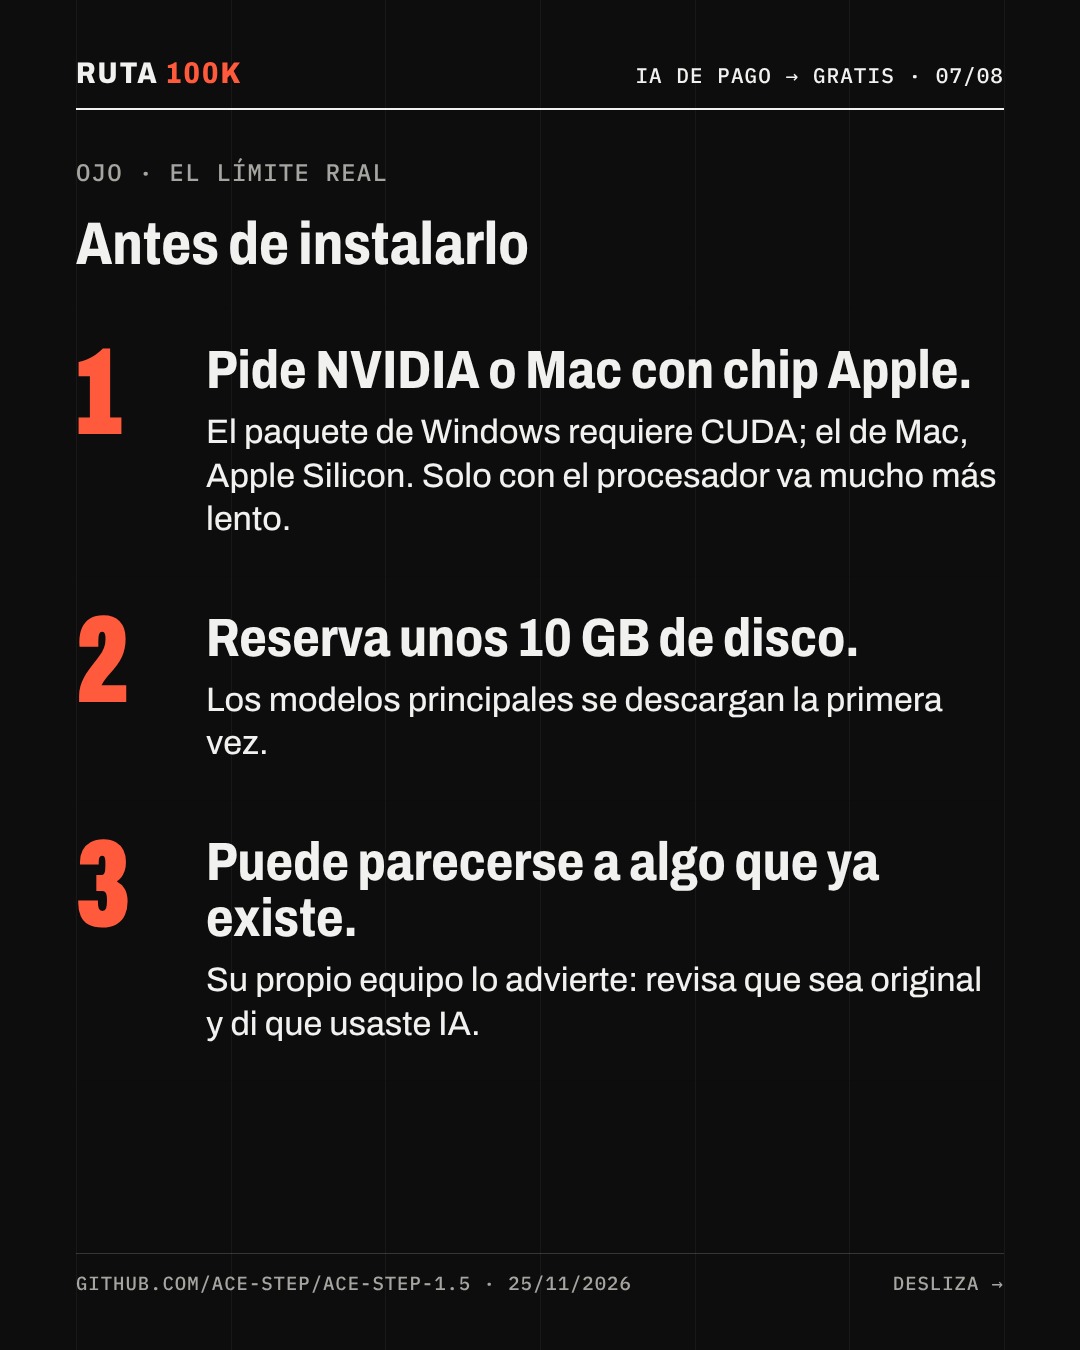 RUTA 100K
IA DE PAGO → GRATIS · 07/08
OJO · EL LÍMITE REAL
Antes de instalarlo
1
Pide NVIDIA o Mac con chip Apple.
El paquete de Windows requiere CUDA; el de Mac,
Apple Silicon. Solo con el procesador va mucho más
lento.
2
Reserva unos 10 GB de disco.
Los modelos principales se descargan la primera
vez.
3
Puede parecerse a algo que ya
existe.
Su propio equipo lo advierte: revisa que sea original
y di que usaste IA.
GITHUB.COM/ACE-STEP/ACE-STEP-1.5 · 25/11/2026
DESLIZA →